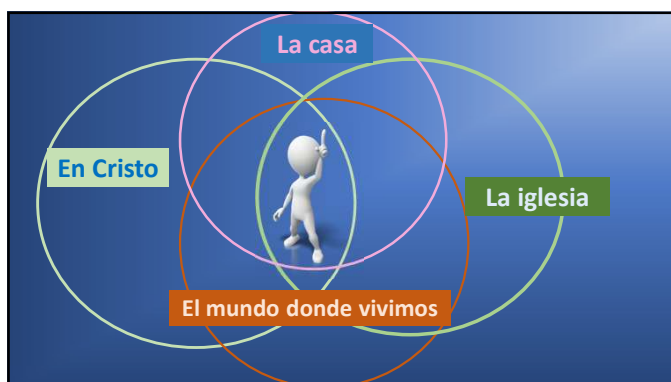 La casa
En Cristo
La iglesia
El mundo donde vivimos